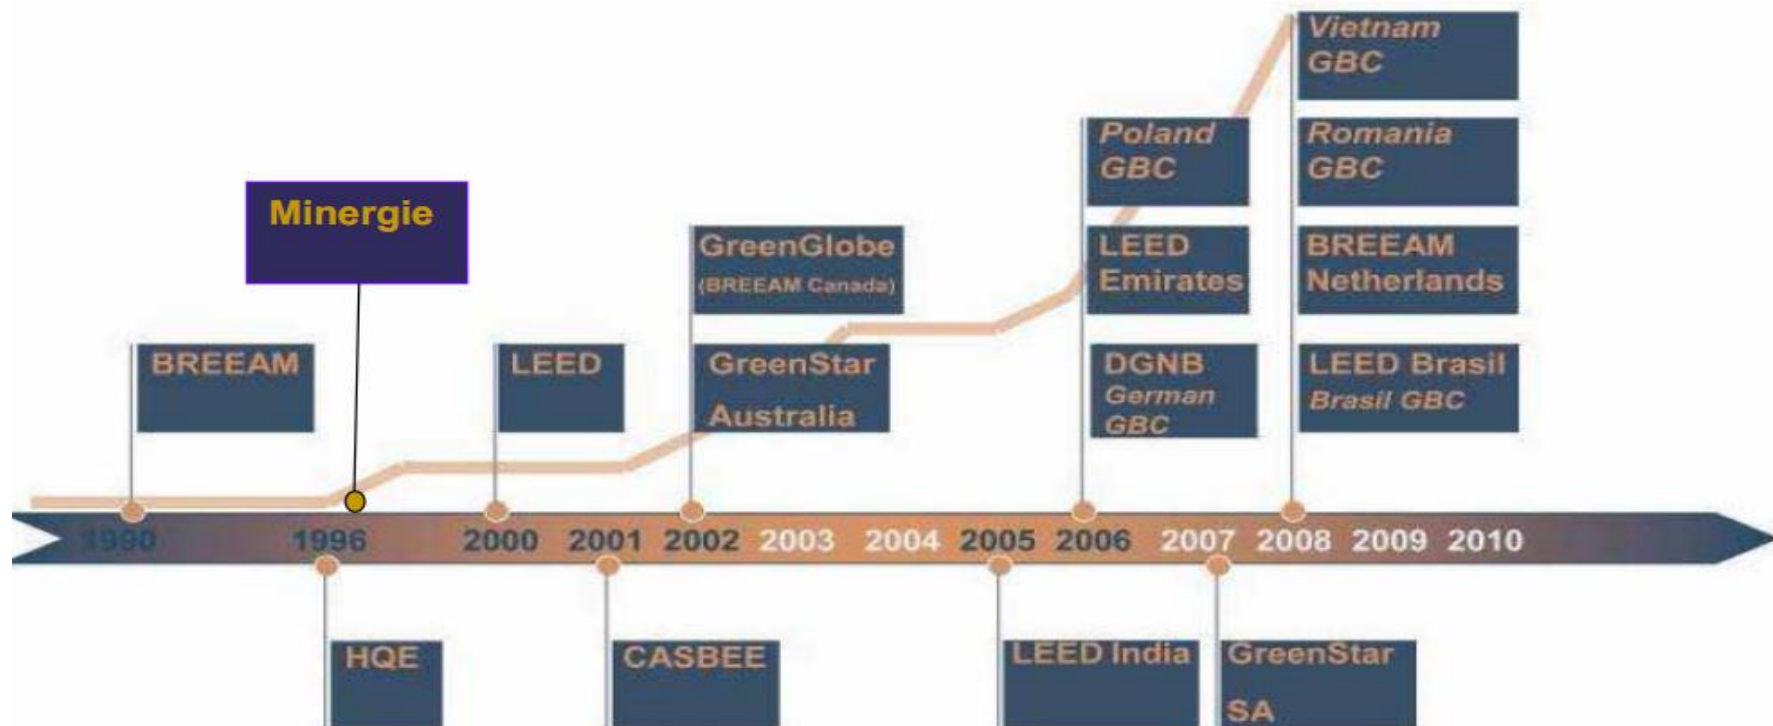 Vietnam
GBC
Poland
GBC
Romania
GBC
Minergie
GreenGlobe
(BREEAM Canada)
LEED
Emirates
BREEAM
Netherlands
BREEAM
LEED
GreenStar
Australia
DGNB
German
GBC
LEED Brasil
Brasil GBC
1990 1996 2000 2001 2002 2003 2004 2005 2006 2007 2008 2009 2010
HQE
CASBEE
LEED India
GreenStar
SA